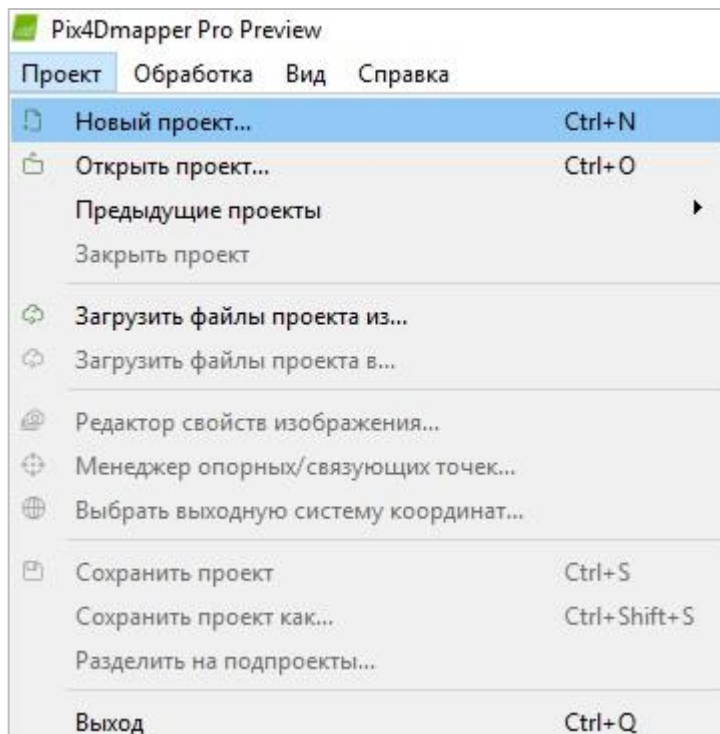 Pix4Dmapper Pro Preview
Проект Обработка Вид Справка
Новый проект... Ctrl+N
Открыть проект... Ctrl+O
Предыдущие проекты
Закрыть проект
Загрузить файлы проекта из...
Загрузить файлы проекта в...
Редактор свойств изображения...
Менеджер опорных/связующих точек...
Выбрать выходную систему координат...
Сохранить проект Ctrl+S
Сохранить проект как... Ctrl+Shift+S
Разделить на подпроекты...
Выход Ctrl+Q